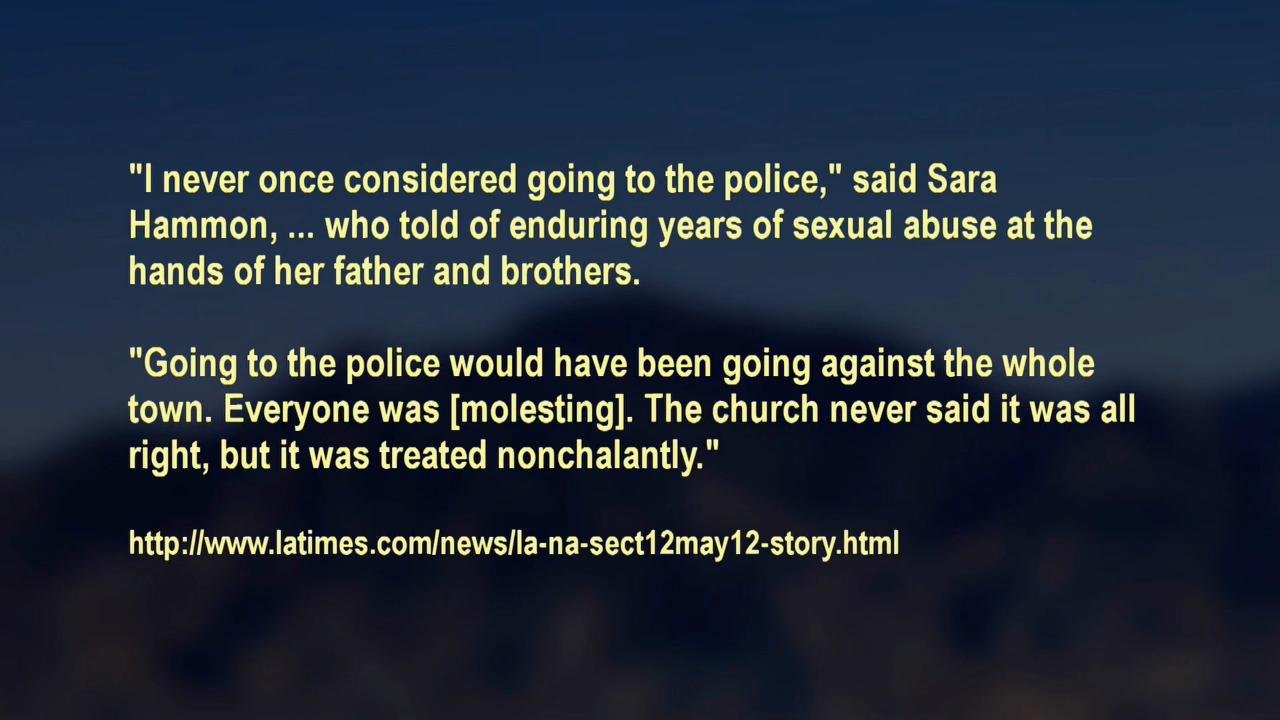 "I never once considered going to the police," said Sara
Hammon, ... who told of enduring years of sexual abuse at the
hands of her father and brothers.
"Going to the police would have been going against the whole
town. Everyone was [molesting]. The church never said it was all
right, but it was treated nonchalantly."
http://www.latimes.com/news/la-na-sect12may12-story.html